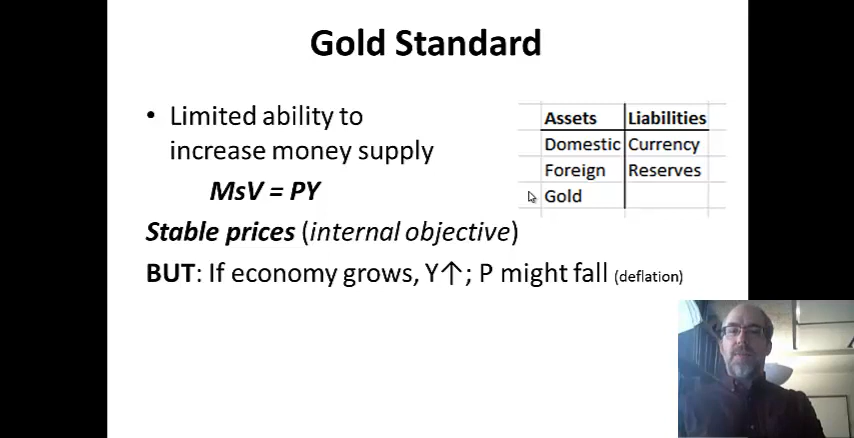 Gold Standard
• Limited ability to
increase money supply
MsV = PY
Stable prices (internal objective)
BUT: If economy grows, Y↑; P might fall (deflation)
Assets Liabilities
Domestic Currency
Foreign Reserves
Gold